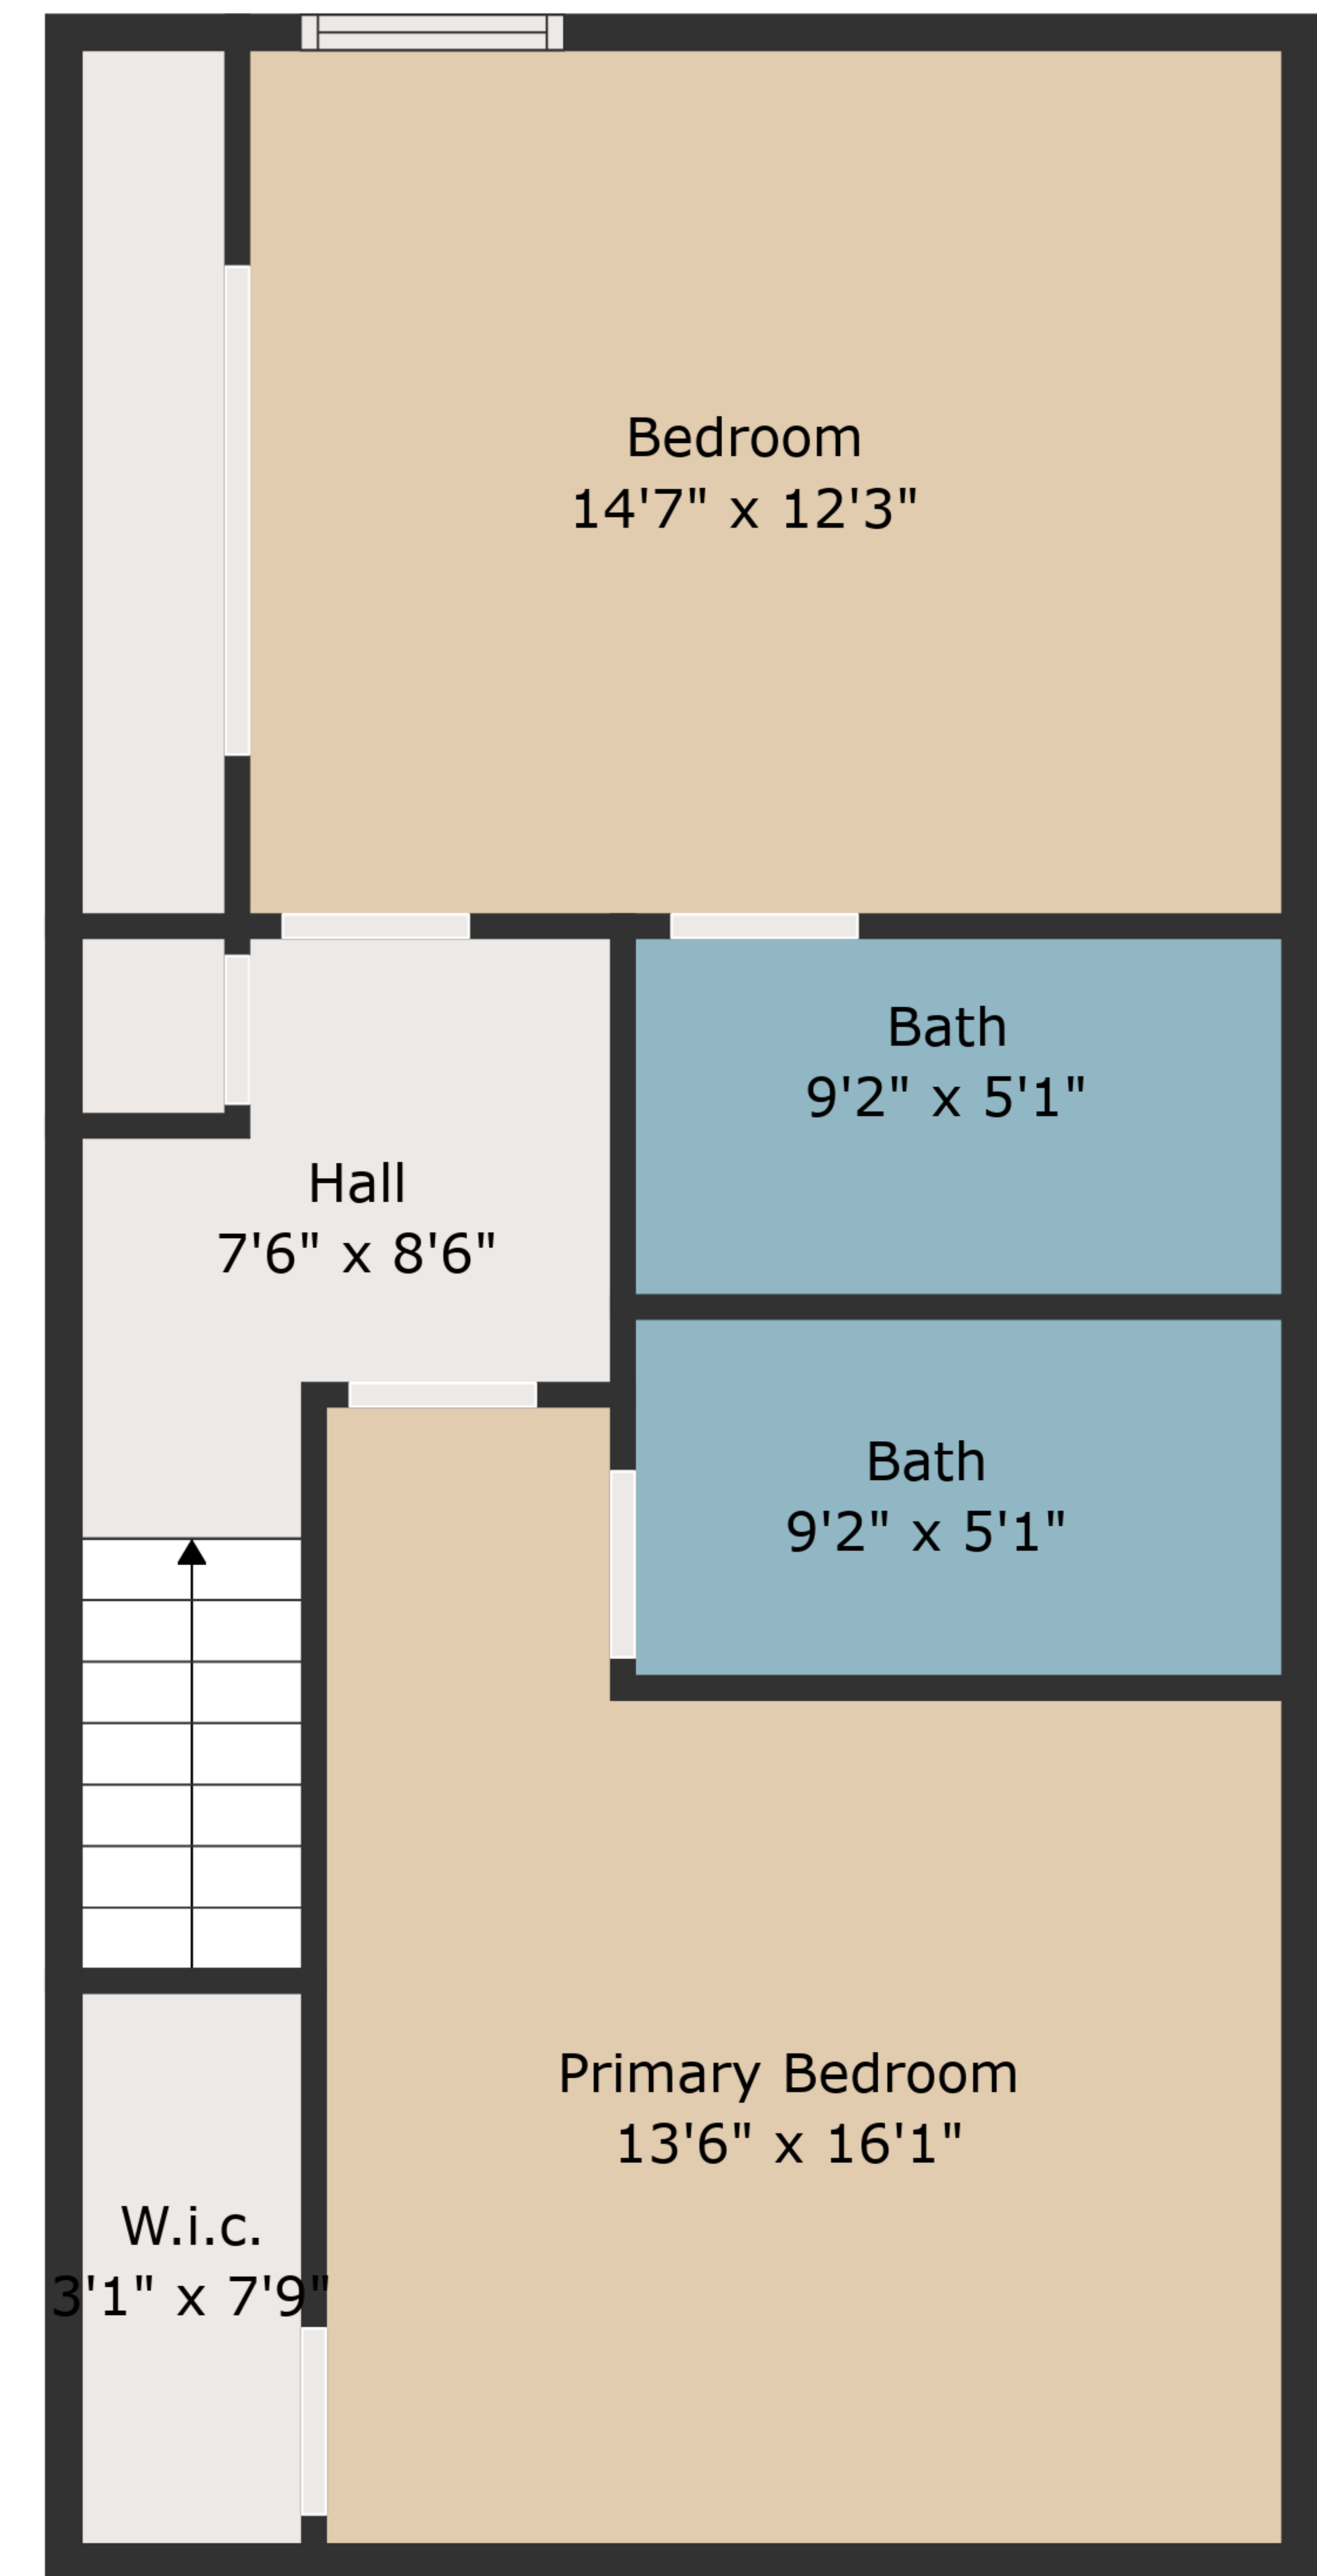 Bedroom
14'7" x 12'3"
Bath
9'2" x 5'1"
Hall
7'6" x 8'6"
Bath
9'2" x 5'1"
Primary Bedroom
13'6" x 16'1"
W.i.c.
3'1" x 7'9"